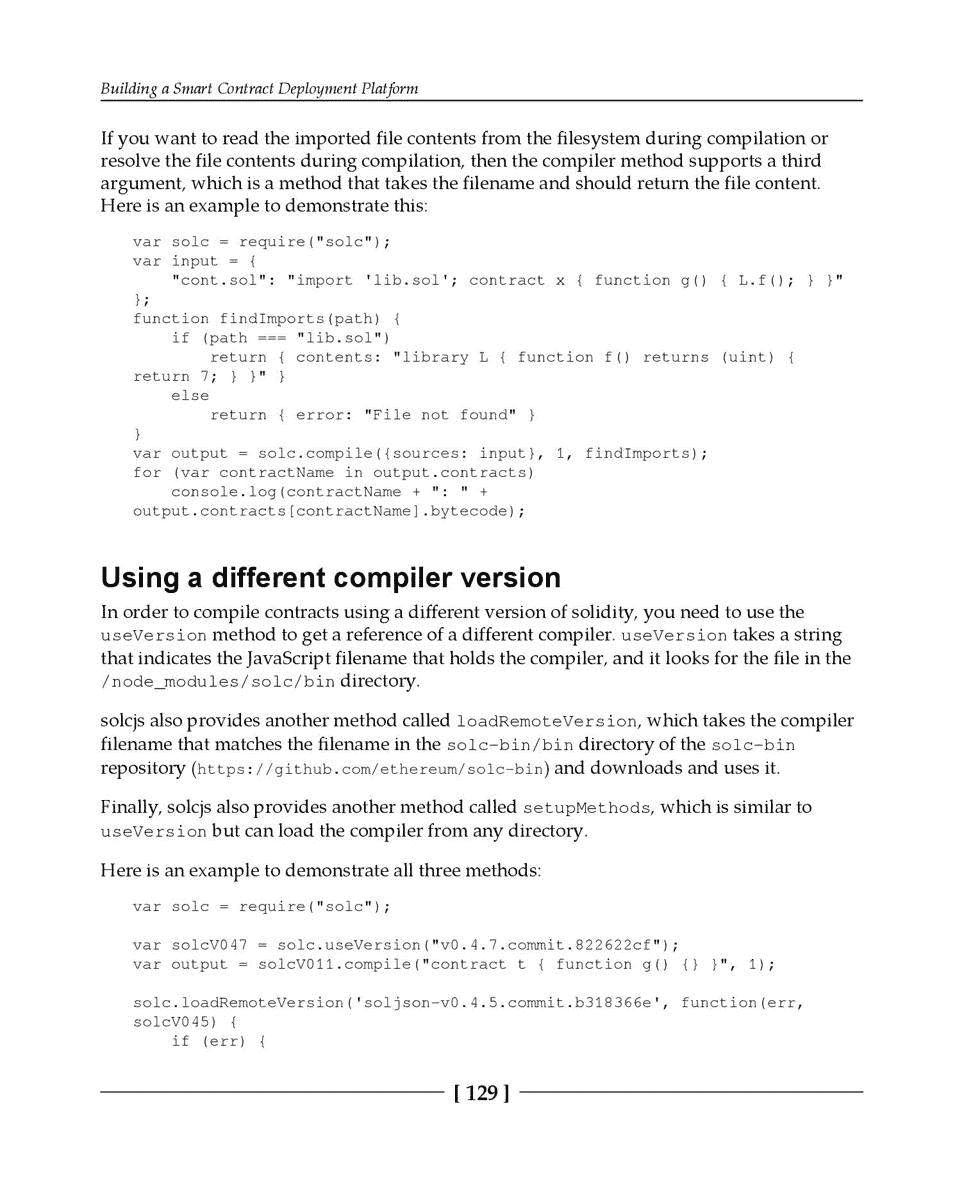 Building a Smart Contract Deployment Platform
If you want to read the imported file contents from the filesystem during compilation or
resolve the file contents during compilation, then the compiler method supports a third
argument, which is a method that takes the filename and should return the file content.
Here is an example to demonstrate this:
var solc = require("solc");
var input = {
    "cont.sol": "import 'lib.sol'; contract x { function g() { L.f(); } }"
};
function findImports(path) {
    if (path === "lib.sol")
        return { contents: "library L { function f() returns (uint) {
return 7; } }" }
    else
        return { error: "File not found" }
}
var output = solc.compile({sources: input}, 1, findImports);
for (var contractName in output.contracts)
    console.log(contractName + ": " +
output.contracts[contractName].bytecode);
Using a different compiler version
In order to compile contracts using a different version of solidity, you need to use the
useVersion method to get a reference of a different compiler. useVersion takes a string
that indicates the JavaScript filename that holds the compiler, and it looks for the file in the
/node_modules/solc/bin directory.
solcjs also provides another method called loadRemoteVersion, which takes the compiler
filename that matches the filename in the solc-bin/bin directory of the solc-bin
repository (https://github.com/ethereum/solc-bin) and downloads and uses it.
Finally, solcjs also provides another method called setupMethods, which is similar to
useVersion but can load the compiler from any directory.
Here is an example to demonstrate all three methods:
var solc = require("solc");
var solcV047 = solc.useVersion("v0.4.7.commit.822622cf");
var output = solcV011.compile("contract t { function g() {} }", 1);
solc.loadRemoteVersion('soljson-v0.4.5.commit.b318366e', function(err,
solcV045) {
    if (err) {
[ 129 ]